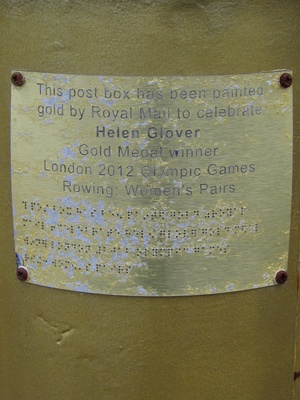 This post box has been painted
gold by Royal Mail to celebrate
Helen Glover
Gold Medal winner
London 2012 Olympic Games
Rowing: Women's Pairs